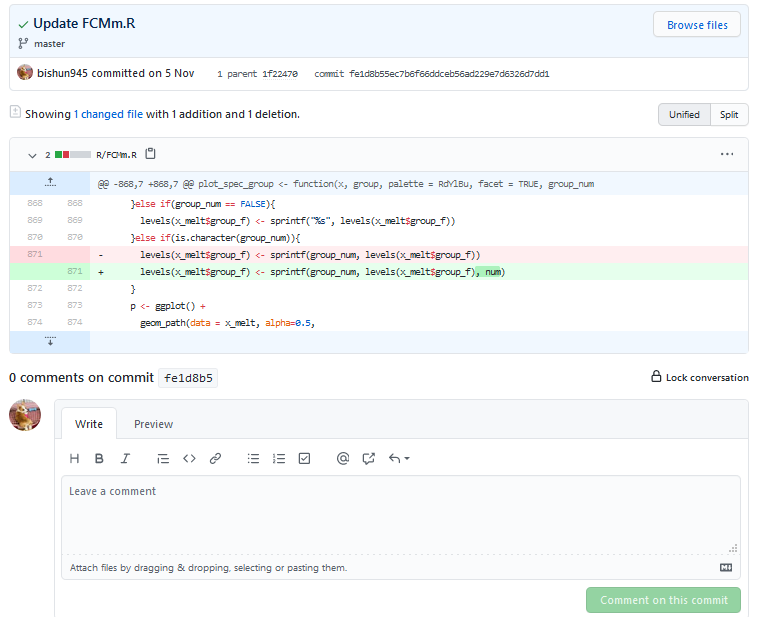 Update FCMm.R
Browse files
master
bishun945 committed on 5 Nov 1 parent 1f22470 commit fe1d8b55ec7b6f66ddceb56ad229e7d6326d7dd1
Showing 1 changed file with 1 addition and 1 deletion.
Unified Split
2 R/FCMm.R
@@ -868,7 +868,7 @@ plot_spec_group <- function(x, group, palette = RdYlBu, facet = TRUE, group_num
868 868 }else if(group_num == FALSE){
869 869 levels(x_melt$group_f) <- sprintf("%s", levels(x_melt$group_f))
870 870 }else if(is.character(group_num)){
871 - levels(x_melt$group_f) <- sprintf(group_num, levels(x_melt$group_f))
871 + levels(x_melt$group_f) <- sprintf(group_num, levels(x_melt$group_f), num)
872 872 }
873 873 p <- ggplot() +
874 874 geom_path(data = x_melt, alpha=0.5,
0 comments on commit fe1d8b5
Lock conversation
Write Preview
Leave a comment
Attach files by dragging & dropping, selecting or pasting them.
Comment on this commit